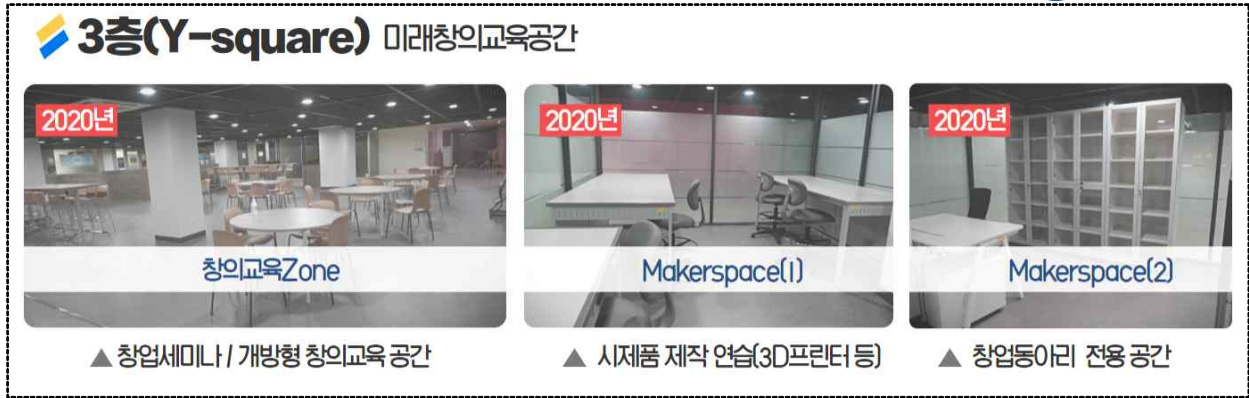 3층(Y-square) 미래창의교육공간
2020년
2020년
2020년
창의교육Zone
Makerspace(1)
Makerspace(2)
▲ 창업세미나 / 개방형 창의교육 공간
▲ 시제품 제작 연습(3D프린터 등)
▲ 창업동아리 전용 공간